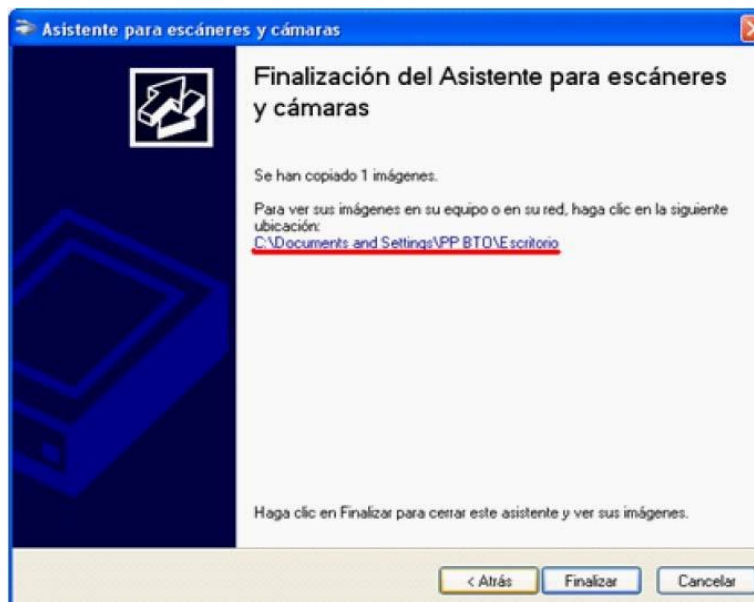 Asistente para escáneres y cámaras
Finalización del Asistente para escáneres
y cámaras
Se han copiado 1 imágenes.
Para ver sus imágenes en su equipo o en su red, haga clic en la siguiente
ubicación:
C:\Documents and Settings\PP BTO\Escritorio
Haga clic en Finalizar para cerrar este asistente y ver sus imágenes.
< Atrás
Finalizar
Cancelar